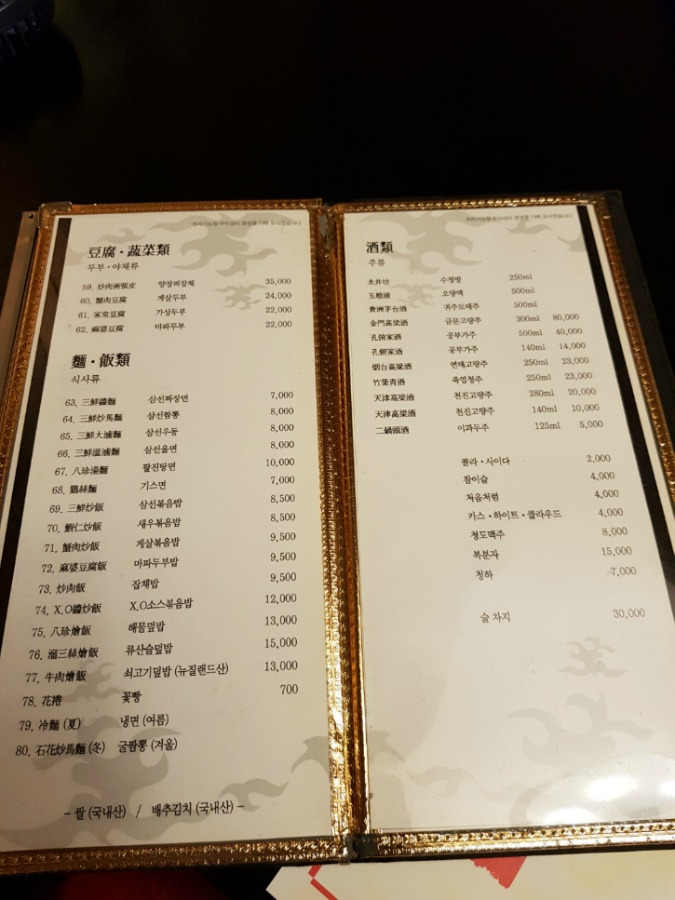 豆腐・蔬菜類
두부・야채류
59. 炒肉兩張皮 양장피잡채 35,000
60. 蟹肉豆腐 게살두부 24,000
61. 家常豆腐 가상두부 22,000
62. 麻婆豆腐 마파두부 22,000
麵・飯類
식사류
63. 三鮮醬麵 삼선짜장면 7,000
64. 三鮮炒馬麵 삼선짬뽕 8,000
65. 三鮮大滷麵 삼선우동 8,000
66. 三鮮溫滷麵 삼선울면 8,000
67. 八珍湯麵 팔진탕면 10,000
68. 鷄絲麵 기스면 7,000
69. 三鮮炒飯 삼선볶음밥 8,500
70. 蝦仁炒飯 새우볶음밥 8,500
71. 蟹肉炒飯 게살볶음밥 9,500
72. 麻婆豆腐飯 마파두부밥 9,500
73. 炒肉飯 잡채밥 9,500
74. X.O醬炒飯 X.O소스볶음밥 12,000
75. 八珍燴飯 해물덮밥 13,000
76. 溜三絲燴飯 류산슬덮밥 15,000
77. 牛肉燴飯 쇠고기덮밥 (뉴질랜드산) 13,000
78. 花捲 꽃빵 700
79. 冷麵 (夏) 냉면 (여름)
80. 石花炒馬麵 (冬) 굴짬뽕 (겨울)
- 쌀 (국내산) / 배추김치 (국내산) -
酒類
주류
水井坊 수정방 250ml
五粮液 오량액 500ml
貴洲茅台酒 귀주모태주 500ml
金門高梁酒 금문고량주 300ml 80,000
孔俯家酒 공부가주 500ml 40,000
孔俯家酒 공부가주 140ml 14,000
烟台高梁酒 연태고량주 250ml 23,000
竹葉靑酒 죽엽청주 250ml 23,000
天津高梁酒 천진고량주 280ml 20,000
天津高梁酒 천진고량주 140ml 10,000
二鍋頭酒 이과두주 125ml 5,000
콜라・사이다 2,000
참이슬 4,000
처음처럼 4,000
카스・하이트・클라우드 4,000
청도맥주 8,000
복분자 15,000
청하 7,000
술 차지 30,000